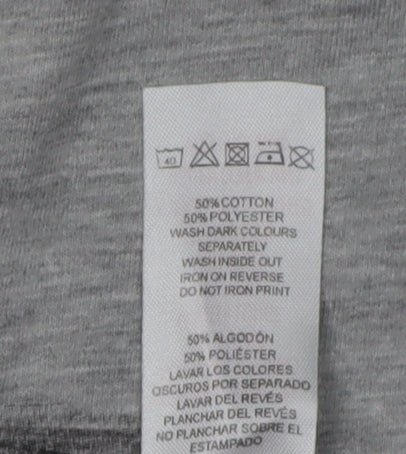 40
50% COTTON
50% POLYESTER
WASH DARK COLOURS
SEPARATELY
WASH INSIDE OUT
IRON ON REVERSE
DO NOT IRON PRINT
50% ALGODÓN
50% POLIÉSTER
LAVAR LOS COLORES
OSCUROS POR SEPARADO
LAVAR DEL REVÉS
PLANCHAR DEL REVÉS
NO PLANCHAR SOBRE EL
ESTAMPADO